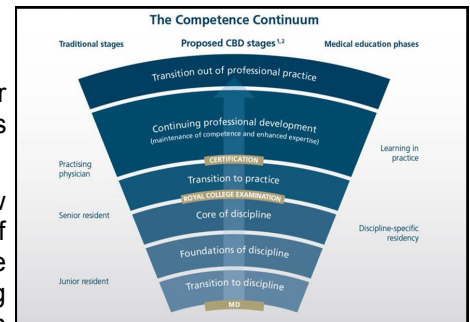 The Competence Continuum
Traditional stages
Proposed CBD stages 1,2
Medical education phases
Transition out of professional practice
Continuing professional development
(maintenance of competence and enhanced expertise)
Learning in
practice
CERTIFICATION
Practising
physician
Transition to practice
ROYAL COLLEGE EXAMINATION
Senior resident
Core of discipline
Discipline-specific
residency
Foundations of discipline
Junior resident
Transition to discipline
MD